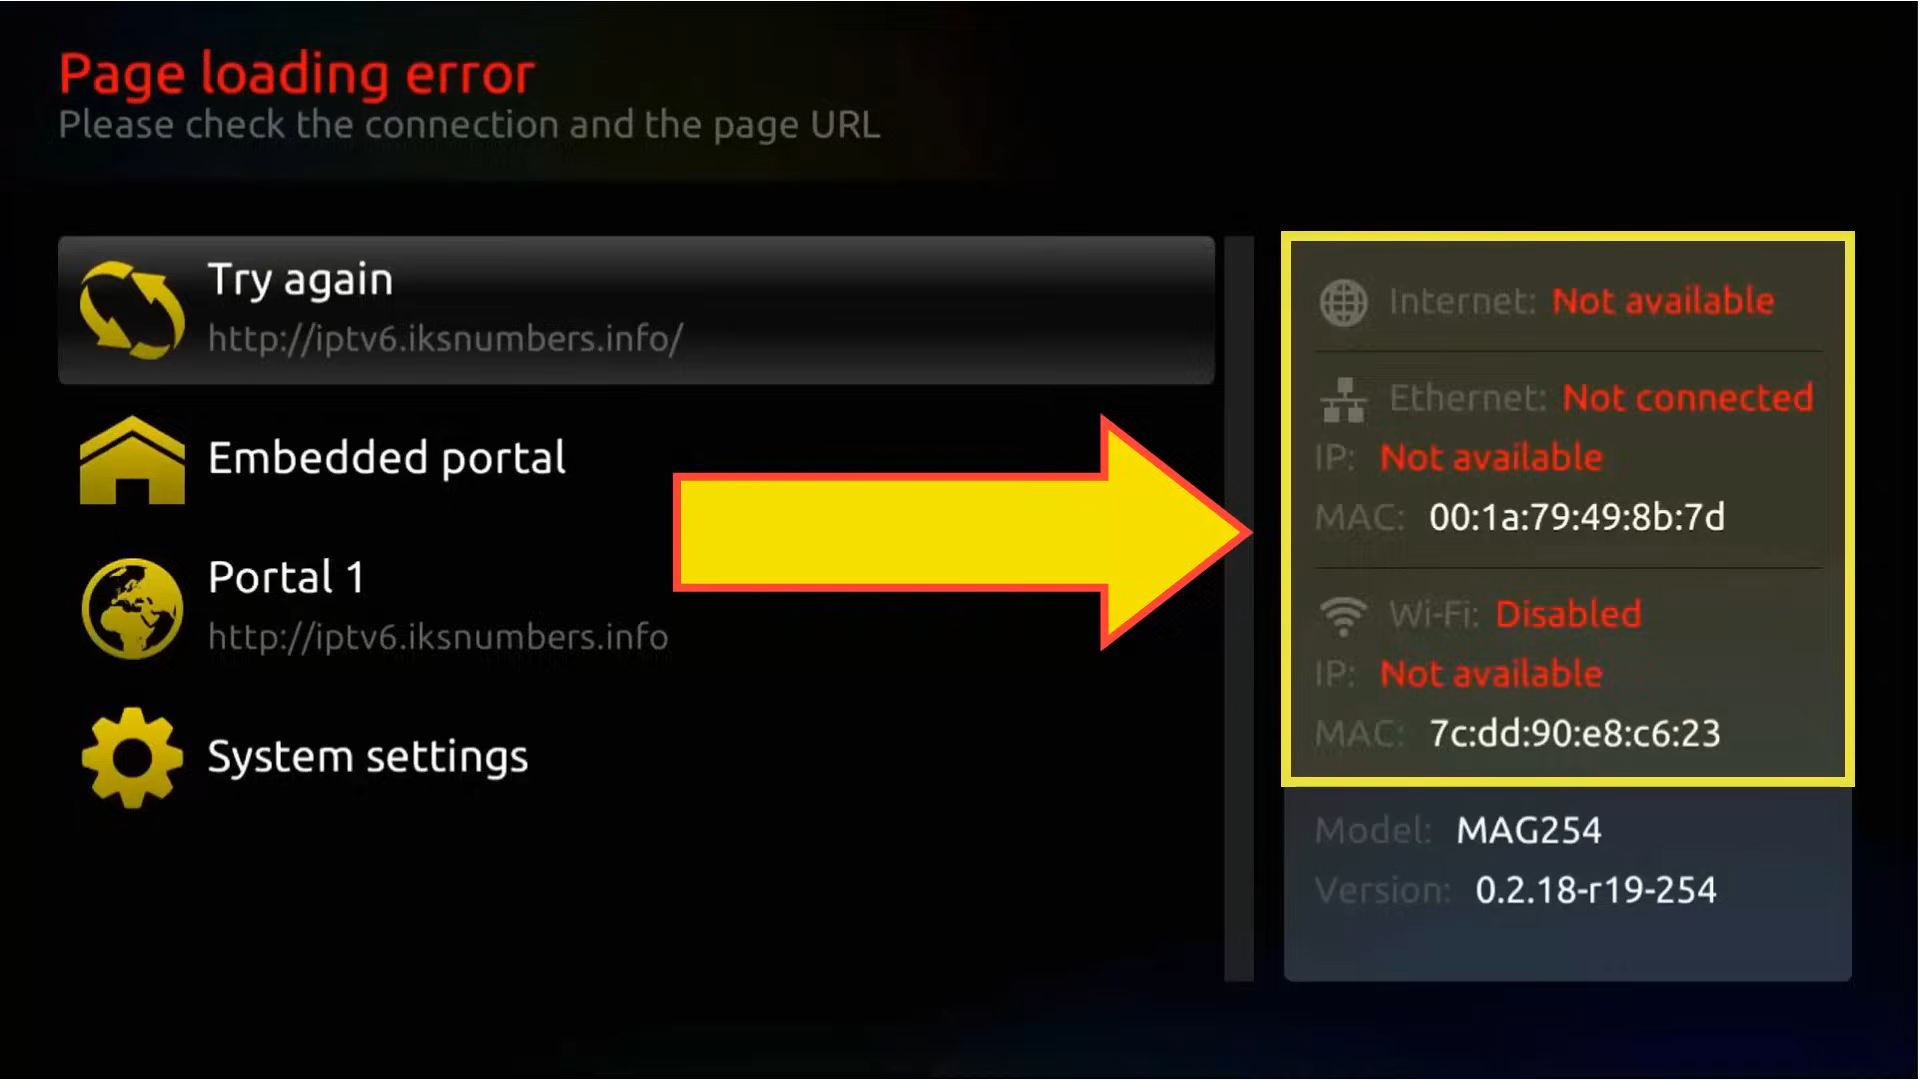 Page loading error
Please check the connection and the page URL
Try again
http://iptv6.iksnumbers.info/
Embedded portal
Portal 1
http://iptv6.iksnumbers.info
System settings
Internet: Not available
Ethernet: Not connected
IP: Not available
MAC: 00:1a:79:49:8b:7d
Wi-Fi: Disabled
IP: Not available
MAC: 7c:dd:90:e8:c6:23
Model: MAG254
Version: 0.2.18-r19-254